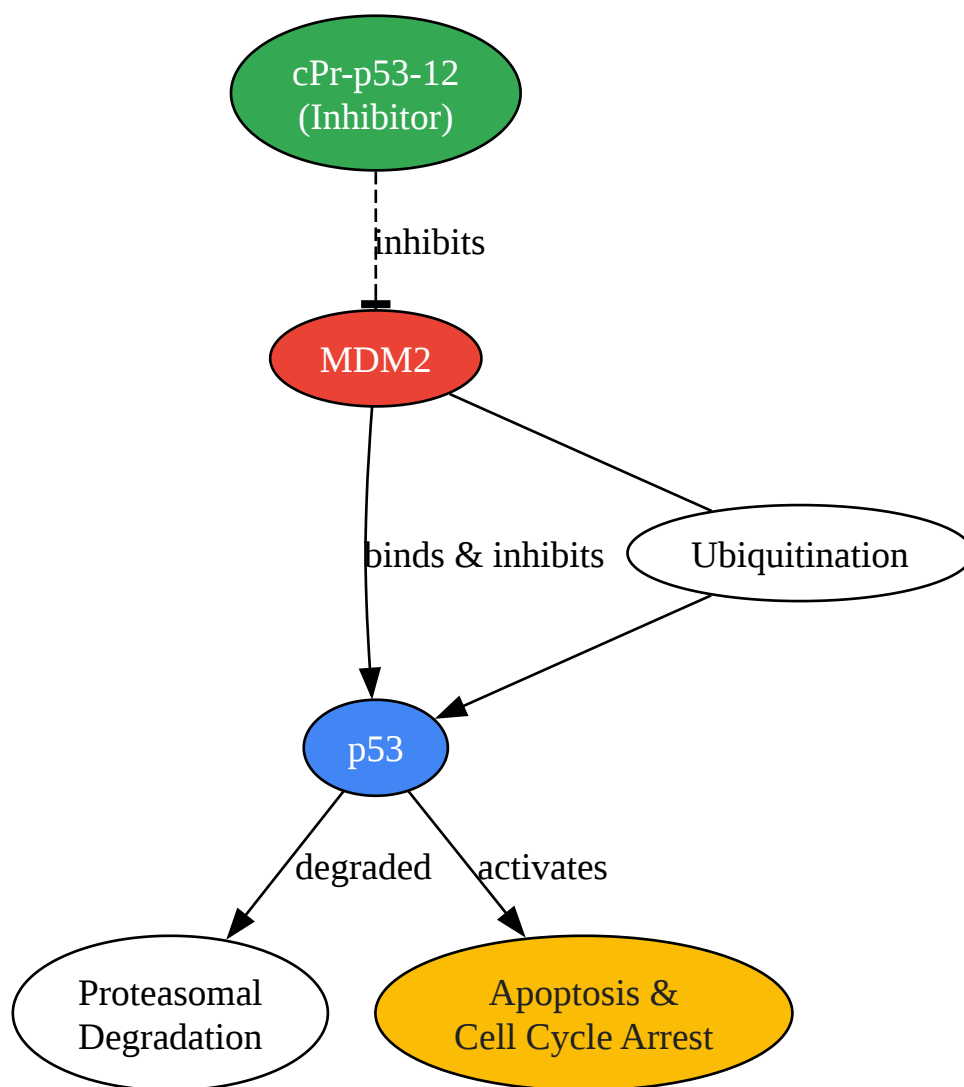 cPr-p53-12
(Inhibitor)
inhibits
MDM2
binds & inhibits
Ubiquitination
p53
degraded
activates
Proteasomal
Degradation
Apoptosis &
Cell Cycle Arrest